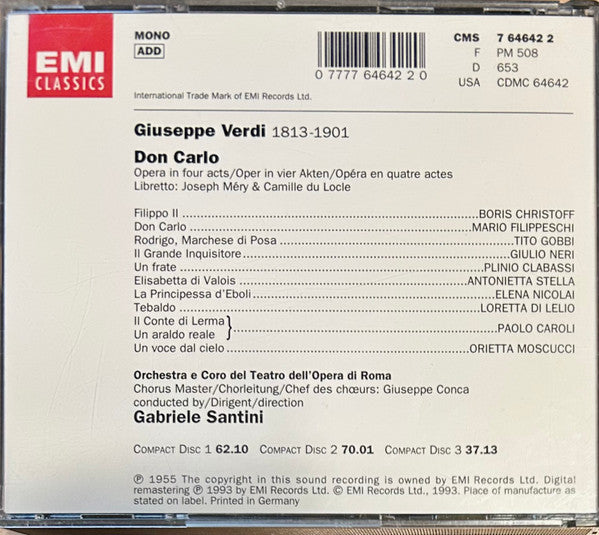 EMI
CLASSICS
MONO
ADD
0 7777 64642 2 0
CMS 7 64642 2
F PM 508
D 653
USA CDMC 64642
International Trade Mark of EMI Records Ltd.
Giuseppe Verdi 1813-1901
Don Carlo
Opera in four acts/Oper in vier Akten/Opéra en quatre actes
Libretto: Joseph Méry & Camille du Locle
Filippo II ........ BORIS CHRISTOFF
Don Carlo ........ MARIO FILIPPESCHI
Rodrigo, Marchese di Posa ........ TITO GOBBI
Il Grande Inquisitore ........ GIULIO NERI
Un frate ........ PLINIO CLABASSI
Elisabetta di Valois ........ ANTONIETTA STELLA
La Principessa d'Eboli ........ ELENA NICOLAI
Tebaldo ........ LORETTA DI LELIO
Il Conte di Lerma
Un araldo reale } ........ PAOLO CAROLI
Un voce dal cielo ........ ORIETTA MOSCUCCI
Orchestra e Coro del Teatro dell'Opera di Roma
Chorus Master/Chorleitung/Chef des chœurs: Giuseppe Conca
conducted by/Dirigent/direction
Gabriele Santini
COMPACT DISC 1 62.10 COMPACT DISC 2 70.01 COMPACT DISC 3 37.13
℗ 1955 The copyright in this sound recording is owned by EMI Records Ltd. Digital
remastering ℗ 1993 by EMI Records Ltd. © EMI Records Ltd., 1993. Place of manufacture as
stated on label. Printed in Germany